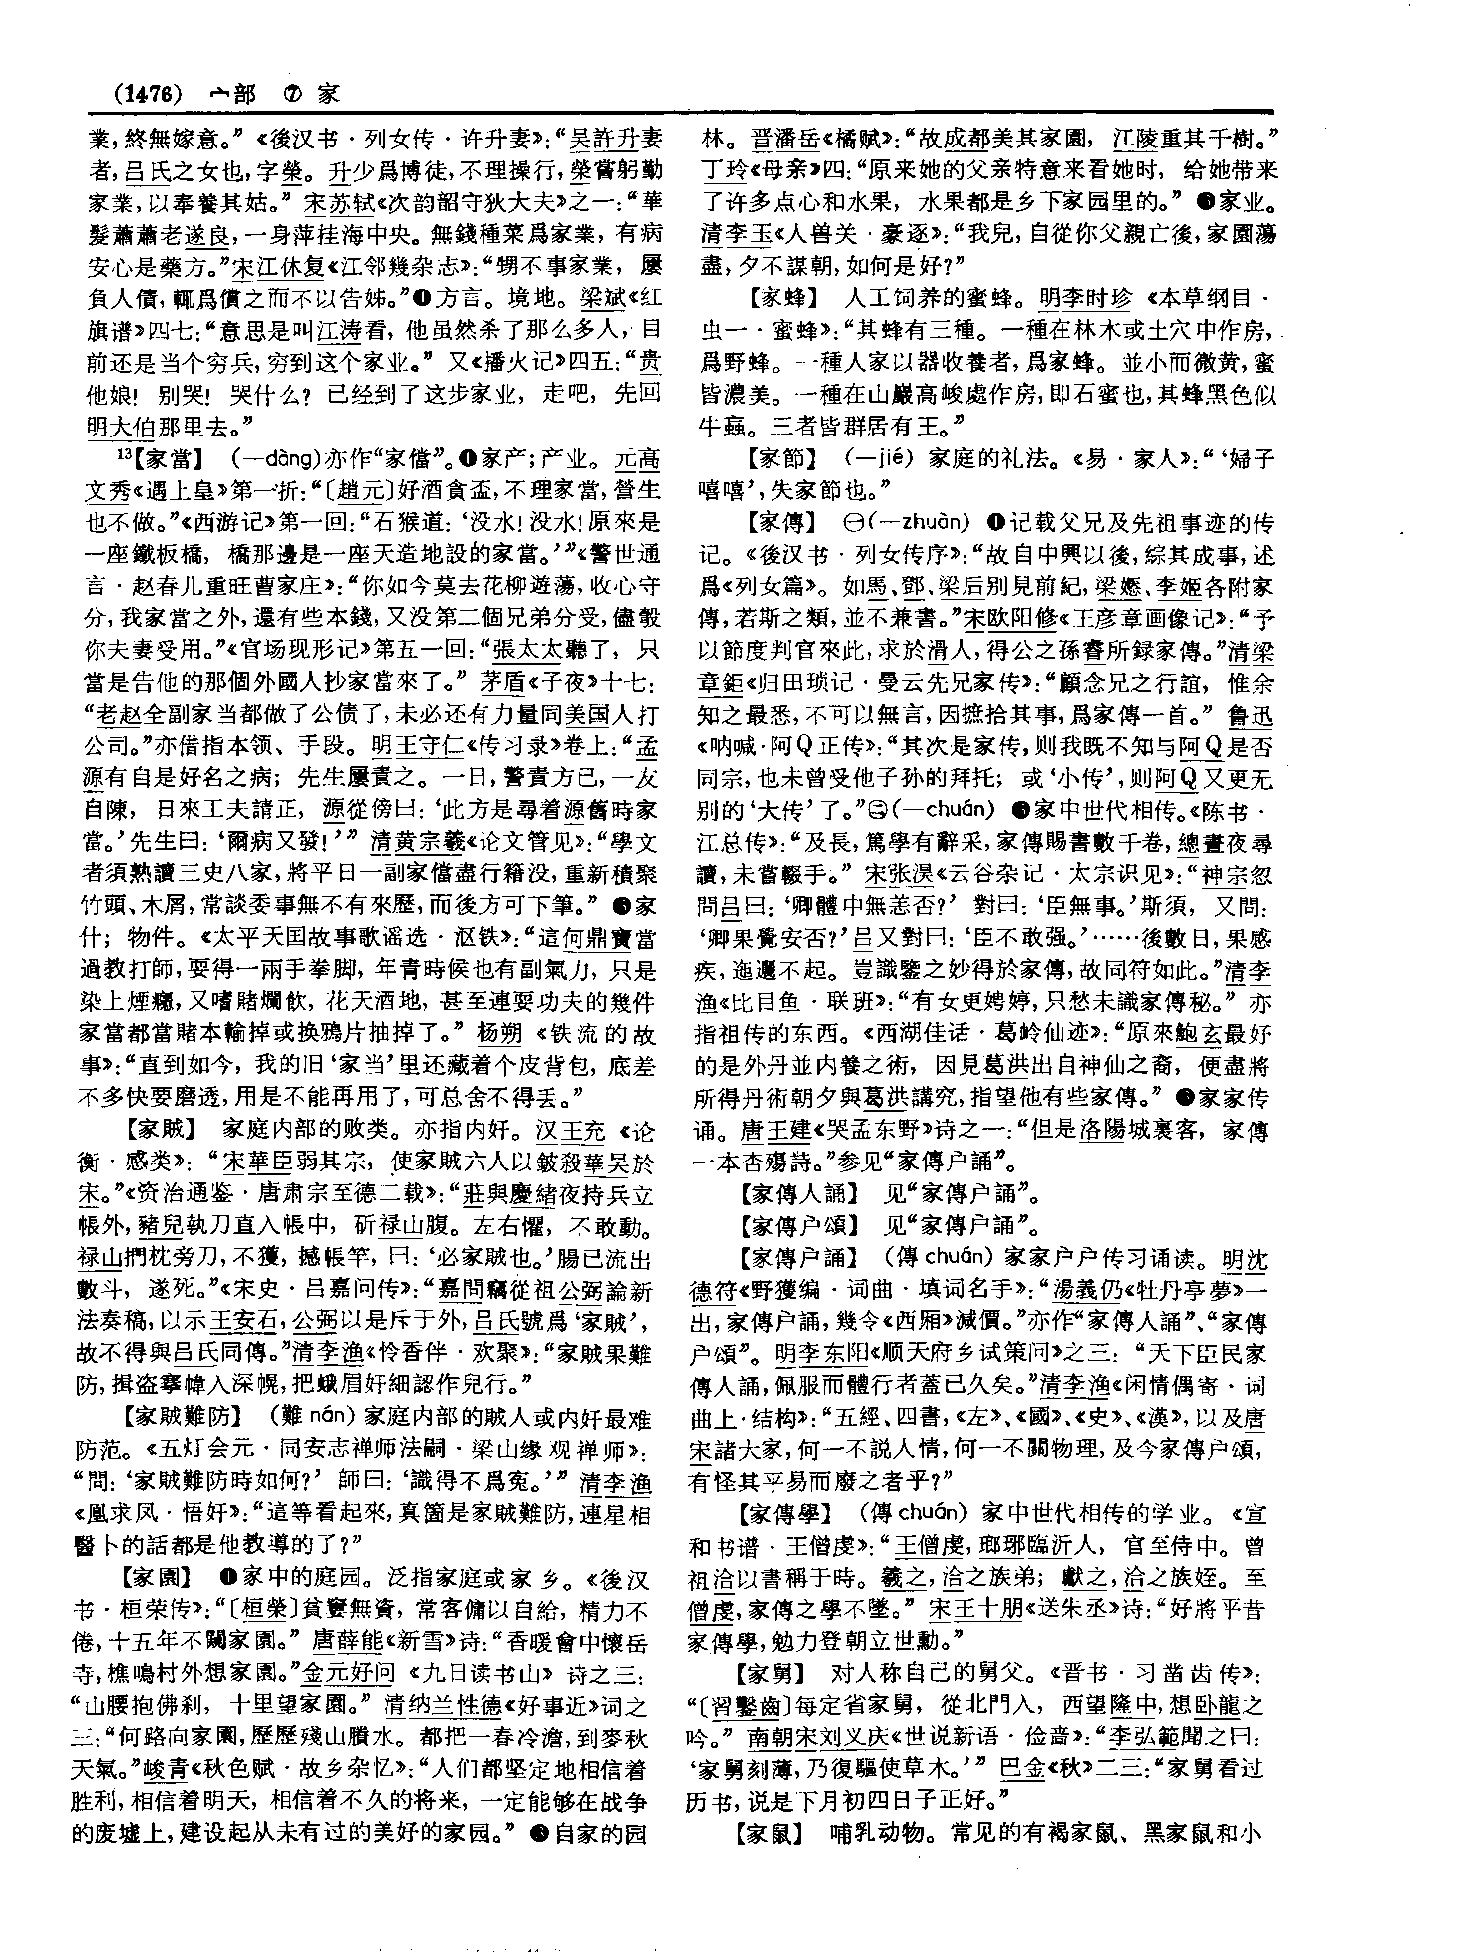 (1476) 宀部 ⑦ 家
業,終無嫁意。”《後汉书·列女传·许升妻》:“吴許升妻
者,吕氏之女也,字榮。升少爲博徒,不理操行,榮嘗躬勤
家業,以奉養其姑。”宋苏轼《次韵韶守狄大夫》之一:“華
髮蕭蕭老遂良,一身萍挂海中央。無錢種菜爲家業,有病
安心是藥方。”宋江休复《江邻幾杂志》:“甥不事家業,屢
負人債,輒爲償之而不以告姊。”❶方言。境地。梁斌《红
旗谱》四七:“意思是叫江涛看,他虽然杀了那么多人,目
前还是当个穷兵,穷到这个家业。”又《播火记》四五:“贵
他娘!别哭!哭什么?已经到了这步家业,走吧,先回
明大伯那里去。”
¹³【家當】 (—dàng)亦作“家儅”。❶家产;产业。元高
文秀《遇上皇》第一折:“〔趙元〕好酒貪盃,不理家當,營生
也不做。”《西游记》第一回:“石猴道:‘没水!没水!原來是
一座鐵板橋,橋那邊是一座天造地設的家當。’”《警世通
言·赵春儿重旺曹家庄》:“你如今莫去花柳遊蕩,收心守
分,我家當之外,還有些本錢,又没第二個兄弟分受,儘彀
你夫妻受用。”《官场现形记》第五一回:“張太太聽了,只
當是告他的那個外國人抄家當來了。”茅盾《子夜》十七:
“老赵全副家当都做了公债了,未必还有力量同美国人打
公司。”亦借指本领、手段。明王守仁《传习录》卷上:“孟
源有自是好名之病;先生屢責之。一日,警責方已,一友
自陳,日來工夫請正,源從傍曰:‘此方是尋着源舊時家
當。’先生曰:‘爾病又發!’”清黄宗羲《论文管见》:“學文
者須熟讀三史八家,將平日一副家儅盡行籍没,重新積聚
竹頭、木屑,常談委事無不有來歷,而後方可下筆。”❸家
什;物件。《太平天国故事歌谣选·沤铁》:“這何鼎寶當
過教打師,耍得一兩手拳脚,年青時候也有副氣力,只是
染上煙癮,又嗜賭爛飲,花天酒地,甚至連耍功夫的幾件
家當都當賭本輸掉或换鴉片抽掉了。”杨朔《铁流的故
事》:“直到如今,我的旧‘家当’里还藏着个皮背包,底差
不多快要磨透,用是不能再用了,可总舍不得丢。”
【家賊】 家庭内部的败类。亦指内奸。汉王充《论
衡·感类》:“宋華臣弱其宗,使家賊六人以鈹殺華吴於
宋。”《资治通鉴·唐肃宗至德二载》:“莊與慶緒夜持兵立
帳外,豬兒執刀直入帳中,斫禄山腹。左右懼,不敢動。
禄山捫枕旁刀,不獲,撼帳竿,曰:‘必家賊也。’腸已流出
數斗,遂死。”《宋史·吕嘉问传》:“嘉問竊從祖公弼論新
法奏稿,以示王安石,公弼以是斥于外,吕氏號爲‘家賊’,
故不得與吕氏同傳。”清李渔《怜香伴·欢聚》:“家賊果難
防,揖盗搴幃入深幌,把蛾眉奸細認作兒行。”
【家賊難防】 (難 nán)家庭内部的贼人或内奸最难
防范。《五灯会元·同安志禅师法嗣·梁山缘观禅师》:
“問:‘家賊難防時如何?’師曰:‘識得不爲冤。’”清李渔
《凰求凤·悟奸》:“這等看起來,真箇是家賊難防,連星相
醫卜的話都是他教導的了?”
【家園】 ❶家中的庭园。泛指家庭或家乡。《後汉
书·桓荣传》:“〔桓榮〕貧窶無資,常客傭以自給,精力不
倦,十五年不闚家園。”唐薛能《新雪》诗:“香暖會中懷岳
寺,樵鳴村外想家園。”金元好问《九日读书山》诗之三:
“山腰抱佛刹,十里望家園。”清纳兰性德《好事近》词之
三:“何路向家園,歷歷殘山賸水。都把一春冷澹,到麥秋
天氣。”峻青《秋色赋·故乡杂忆》:“人们都坚定地相信着
胜利,相信着明天,相信着不久的将来,一定能够在战争
的废墟上,建设起从未有过的美好的家园。”❸自家的园
林。晋潘岳《橘赋》:“故成都美其家園,江陵重其千樹。”
丁玲《母亲》四:“原来她的父亲特意来看她时,给她带来
了许多点心和水果,水果都是乡下家园里的。”❸家业。
清李玉《人兽关·豪逐》:“我兒,自從你父親亡後,家園蕩
盡,夕不謀朝,如何是好?”
【家蜂】 人工饲养的蜜蜂。明李时珍《本草纲目·
虫一·蜜蜂》:“其蜂有三種。一種在林木或土穴中作房,
爲野蜂。一種人家以器收養者,爲家蜂。並小而微黄,蜜
皆濃美。一種在山巖高峻處作房,即石蜜也,其蜂黑色似
牛蝱。三者皆群居有王。”
【家節】 (—jié)家庭的礼法。《易·家人》:“‘婦子
嘻嘻’,失家節也。”
【家傳】 ㊀(—zhuàn)❶记载父兄及先祖事迹的传
记。《後汉书·列女传序》:“故自中興以後,綜其成事,述
爲《列女篇》。如馬、鄧、梁后别見前紀,梁嫕、李姬各附家
傳,若斯之類,並不兼書。”宋欧阳修《王彦章画像记》:“予
以節度判官來此,求於滑人,得公之孫睿所録家傳。”清梁
章鉅《归田琐记·曼云先兄家传》:“顧念兄之行誼,惟余
知之最悉,不可以無言,因摭拾其事,爲家傳一首。”鲁迅
《呐喊·阿Q正传》:“其次是家传,则我既不知与阿Q是否
同宗,也未曾受他子孙的拜托;或‘小传’,则阿Q又更无
别的‘大传’了。”㊁(—chuán)❸家中世代相传。《陈书·
江总传》:“及長,篤學有辭采,家傳賜書數千卷,總晝夜尋
讀,未嘗輟手。”宋张淏《云谷杂记·太宗识见》:“神宗忽
問吕曰:‘卿體中無恙否?’對曰:‘臣無事。’斯須,又問:
‘卿果覺安否?’吕又對曰:‘臣不敢强。’……後數日,果感
疾,迤邐不起。豈識鑒之妙得於家傳,故同符如此。”清李
渔《比目鱼·联班》:“有女更娉婷,只愁未識家傳秘。”亦
指祖传的东西。《西湖佳话·葛岭仙迹》:“原來鮑玄最好
的是外丹並内養之術,因見葛洪出自神仙之裔,便盡將
所得丹術朝夕與葛洪講究,指望他有些家傳。”❸家家传
诵。唐王建《哭孟东野》诗之一:“但是洛陽城裏客,家傳
一本杏殤詩。”参见“家傳户誦”。
【家傳人誦】 见“家傳户誦”。
【家傳户頌】 见“家傳户誦”。
【家傳户誦】 (傳 chuán)家家户户传习诵读。明沈
德符《野獲编·词曲·填词名手》:“湯義仍《牡丹亭夢》一
出,家傳户誦,幾令《西厢》減價。”亦作“家傳人誦”、“家傳
户頌”。明李东阳《顺天府乡试策问》之三:“天下臣民家
傳人誦,佩服而體行者蓋已久矣。”清李渔《闲情偶寄·词
曲上·结构》:“五經、四書,《左》、《國》、《史》、《漢》,以及唐
宋諸大家,何一不説人情,何一不關物理,及今家傳户頌,
有怪其平易而廢之者乎?”
【家傳學】 (傳 chuán)家中世代相传的学业。《宣
和书谱·王僧虔》:“王僧虔,瑯琊臨沂人,官至侍中。曾
祖洽以書稱于時。羲之,洽之族弟;獻之,洽之族姪。至
僧虔,家傳之學不墜。”宋王十朋《送朱丞》诗:“好將平昔
家傳學,勉力登朝立世勳。”
【家舅】 对人称自己的舅父。《晋书·习凿齿传》:
“〔習鑿齒〕每定省家舅,從北門入,西望隆中,想卧龍之
吟。”南朝宋刘义庆《世说新语·俭啬》:“李弘範聞之曰:
‘家舅刻薄,乃復驅使草木。’”巴金《秋》二三:“家舅看过
历书,说是下月初四日子正好。”
【家鼠】 哺乳动物。常见的有褐家鼠、黑家鼠和小